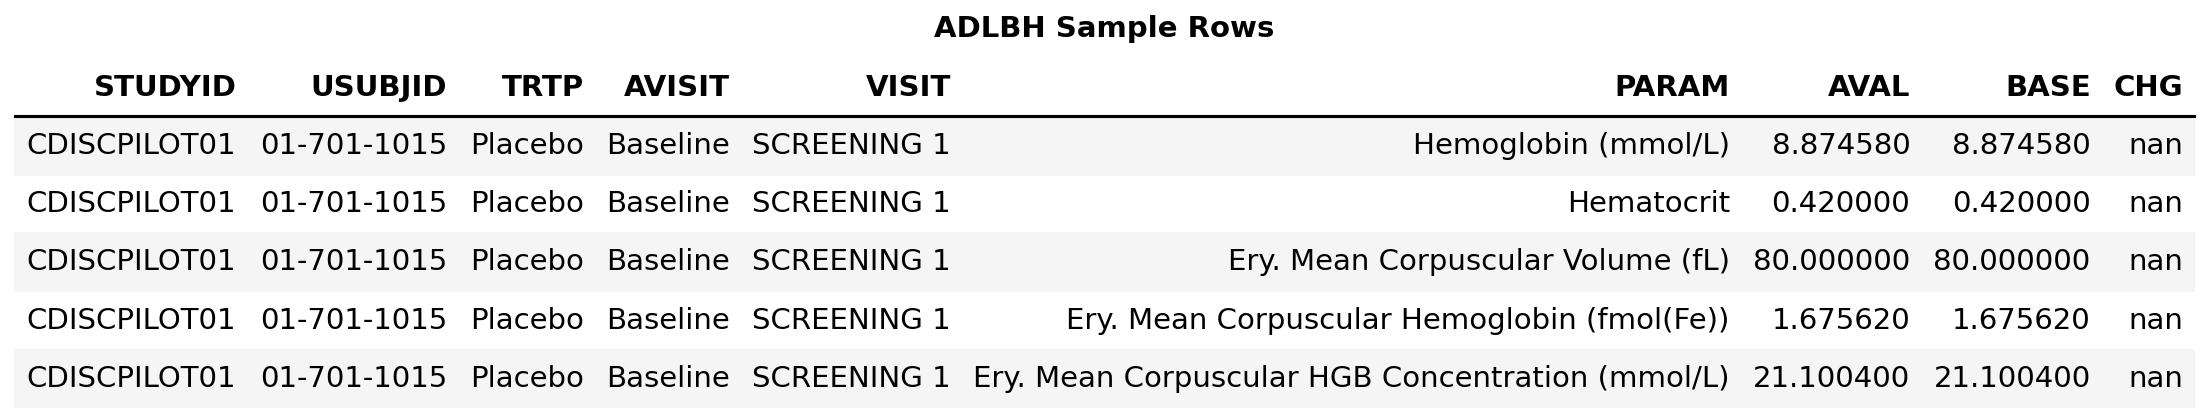 ADLBH Sample Rows
STUDYID USUBJID TRTP AVISIT VISIT PARAM AVAL BASE CHG
CDISCPILOT01 01-701-1015 Placebo Baseline SCREENING 1 Hemoglobin (mmol/L) 8.874580 8.874580 nan
CDISCPILOT01 01-701-1015 Placebo Baseline SCREENING 1 Hematocrit 0.420000 0.420000 nan
CDISCPILOT01 01-701-1015 Placebo Baseline SCREENING 1 Ery. Mean Corpuscular Volume (fL) 80.000000 80.000000 nan
CDISCPILOT01 01-701-1015 Placebo Baseline SCREENING 1 Ery. Mean Corpuscular Hemoglobin (fmol(Fe)) 1.675620 1.675620 nan
CDISCPILOT01 01-701-1015 Placebo Baseline SCREENING 1 Ery. Mean Corpuscular HGB Concentration (mmol/L) 21.100400 21.100400 nan